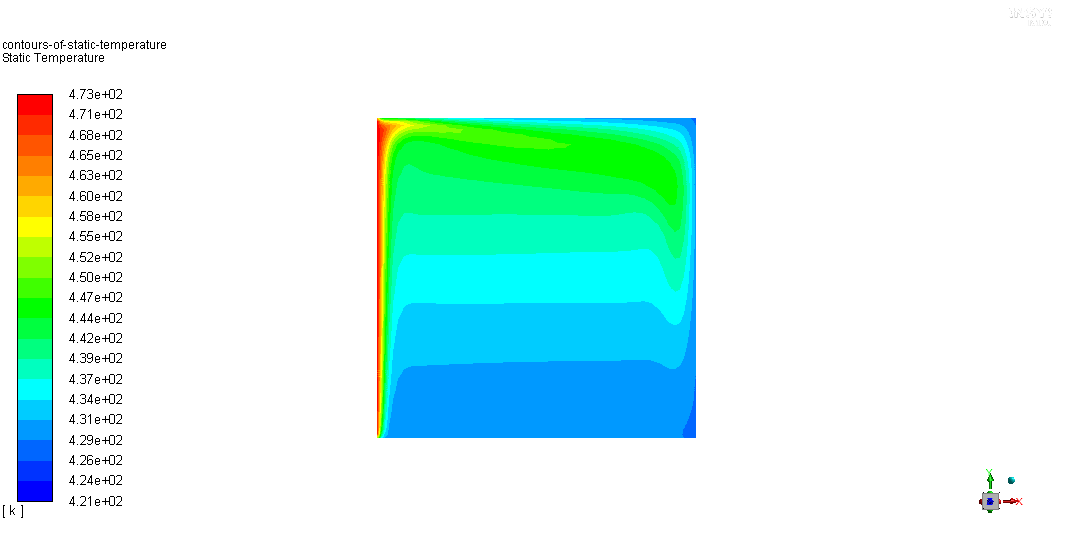 contours-of-static-temperature
Static Temperature
4.73e+02
4.71e+02
4.68e+02
4.65e+02
4.63e+02
4.60e+02
4.58e+02
4.55e+02
4.52e+02
4.50e+02
4.47e+02
4.44e+02
4.42e+02
4.39e+02
4.37e+02
4.34e+02
4.31e+02
4.29e+02
4.26e+02
4.24e+02
4.21e+02
[ k ]
Y
X